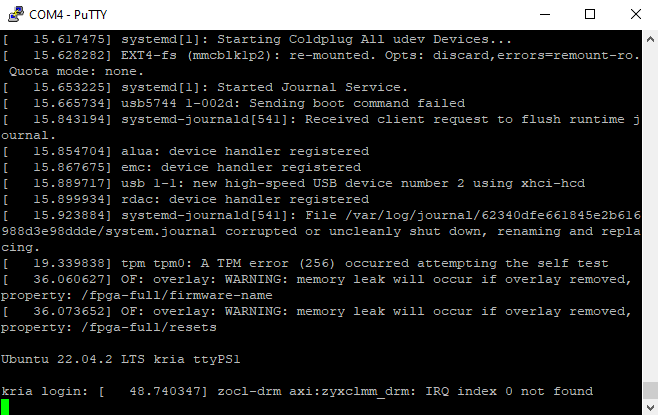 COM4 - PuTTY
[   15.617475] systemd[1]: Starting Coldplug All udev Devices...
[   15.628282] EXT4-fs (mmcblk1p2): re-mounted. Opts: discard,errors=remount-ro.
 Quota mode: none.
[   15.653225] systemd[1]: Started Journal Service.
[   15.665734] usb5744 1-002d: Sending boot command failed
[   15.843194] systemd-journald[541]: Received client request to flush runtime j
ournal.
[   15.854704] alua: device handler registered
[   15.867675] emc: device handler registered
[   15.889717] usb 1-1: new high-speed USB device number 2 using xhci-hcd
[   15.899934] rdac: device handler registered
[   15.923884] systemd-journald[541]: File /var/log/journal/62340dfe661845e2b616
988d3e98ddde/system.journal corrupted or uncleanly shut down, renaming and repla
cing.
[   19.339838] tpm tpm0: A TPM error (256) occurred attempting the self test
[   36.060627] OF: overlay: WARNING: memory leak will occur if overlay removed,
property: /fpga-full/firmware-name
[   36.073652] OF: overlay: WARNING: memory leak will occur if overlay removed,
property: /fpga-full/resets
Ubuntu 22.04.2 LTS kria ttyPS1
kria login: [   48.740347] zocl-drm axi:zyxclmm_drm: IRQ index 0 not found